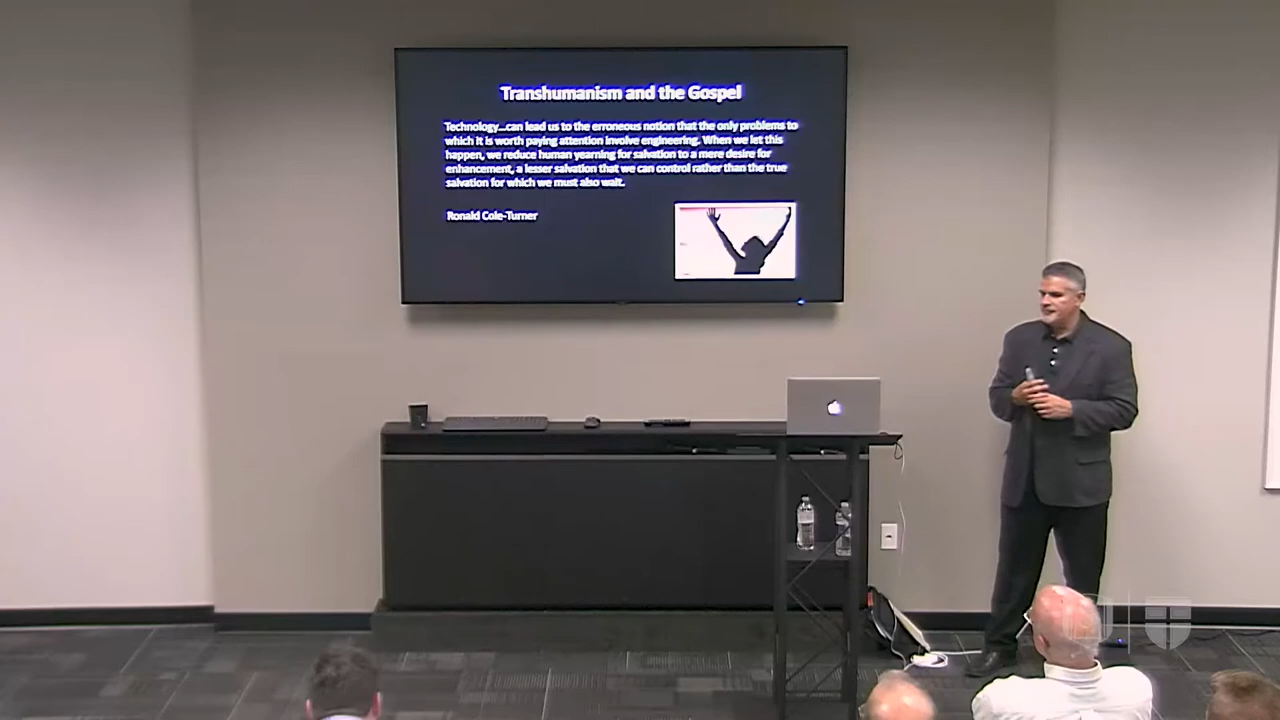 Transhumanism and the Gospel
Technology...can lead us to the erroneous notion that the only problems to
which it is worth paying attention involve engineering. When we let this
happen, we reduce human yearning for salvation to a mere desire for
enhancement, a lesser salvation that we can control rather than the true
salvation for which we must also wait.
Ronald Cole-Turner